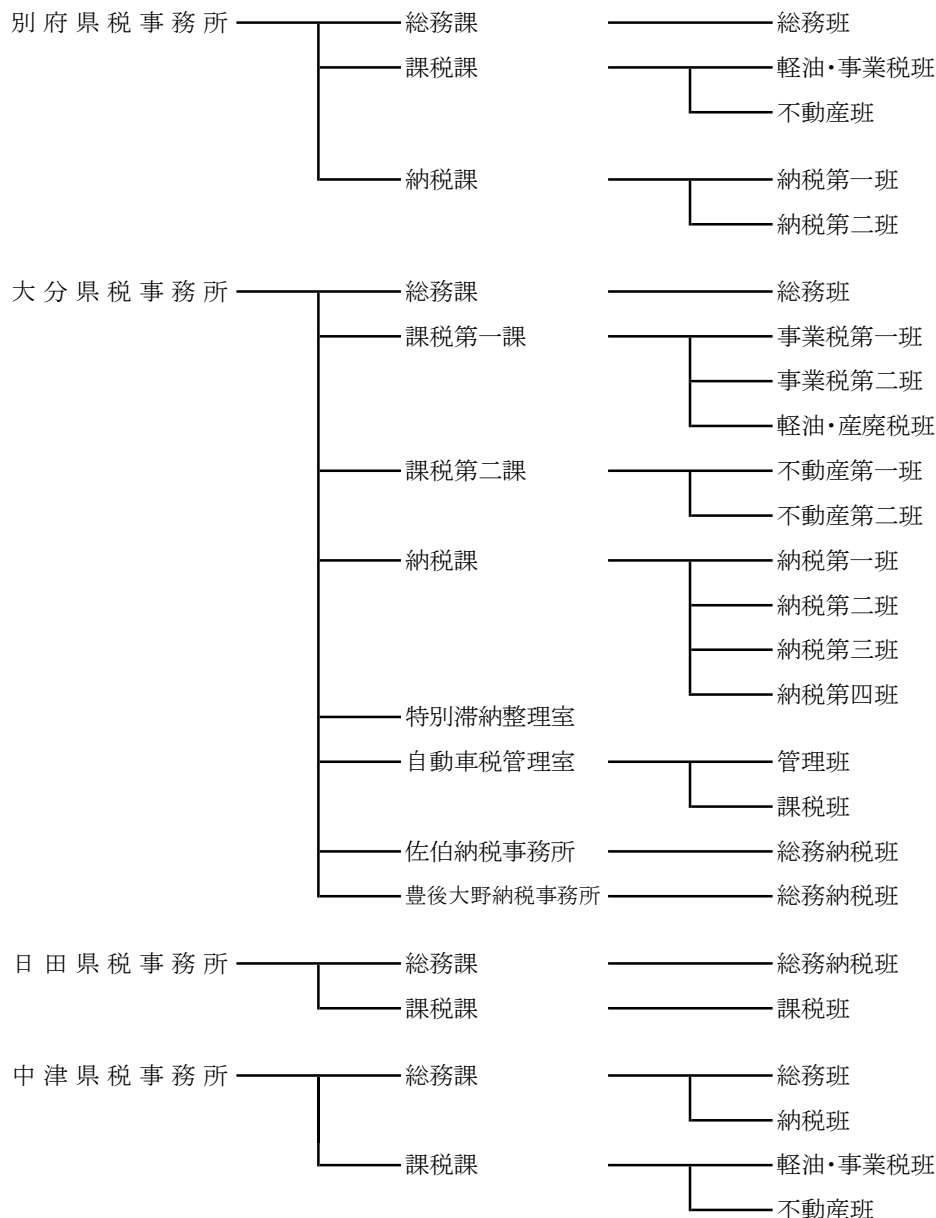 別府県税事務所 総務課 総務班
課税課 軽油・事業税班
不動産班
納税課 納税第一班
納税第二班
大分県税事務所 総務課 総務班
課税第一課 事業税第一班
事業税第二班
軽油・産廃税班
課税第二課 不動産第一班
不動産第二班
納税課 納税第一班
納税第二班
納税第三班
納税第四班
特別滞納整理室
自動車税管理室 管理班
課税班
佐伯納税事務所 総務納税班
豊後大野納税事務所 総務納税班
日田県税事務所 総務課 総務納税班
課税課 課税班
中津県税事務所 総務課 総務班
納税班
課税課 軽油・事業税班
不動産班